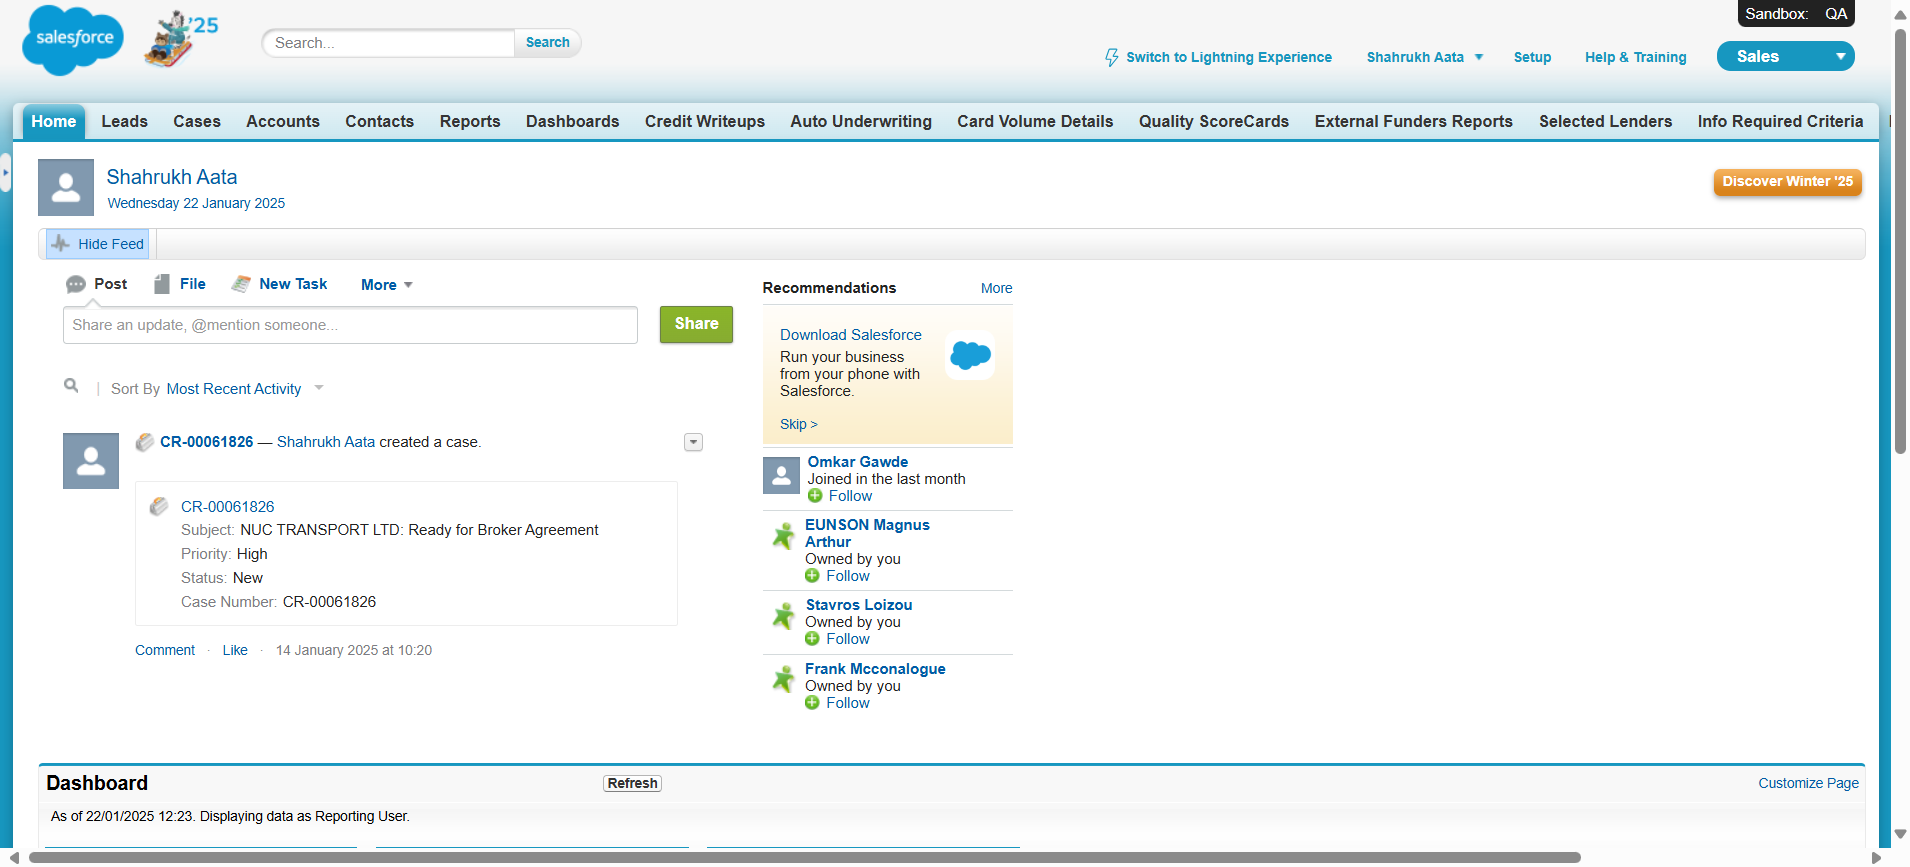 Sandbox: QA
salesforce
'25
Search...
Search
Switch to Lightning Experience
Shahrukh Aata
Setup
Help & Training
Sales
Home
Leads
Cases
Accounts
Contacts
Reports
Dashboards
Credit Writeups
Auto Underwriting
Card Volume Details
Quality ScoreCards
External Funders Reports
Selected Lenders
Info Required Criteria
Shahrukh Aata
Wednesday 22 January 2025
Discover Winter '25
Hide Feed
Post
File
New Task
More
Share an update, @mention someone...
Share
Sort By Most Recent Activity
CR-00061826 — Shahrukh Aata created a case.
CR-00061826
Subject: NUC TRANSPORT LTD: Ready for Broker Agreement
Priority: High
Status: New
Case Number: CR-00061826
Comment · Like · 14 January 2025 at 10:20
Recommendations
More
Download Salesforce
Run your business
from your phone with
Salesforce.
Skip >
Omkar Gawde
Joined in the last month
Follow
EUNSON Magnus
Arthur
Owned by you
Follow
Stavros Loizou
Owned by you
Follow
Frank Mcconalogue
Owned by you
Follow
Dashboard
Refresh
Customize Page
As of 22/01/2025 12:23. Displaying data as Reporting User.